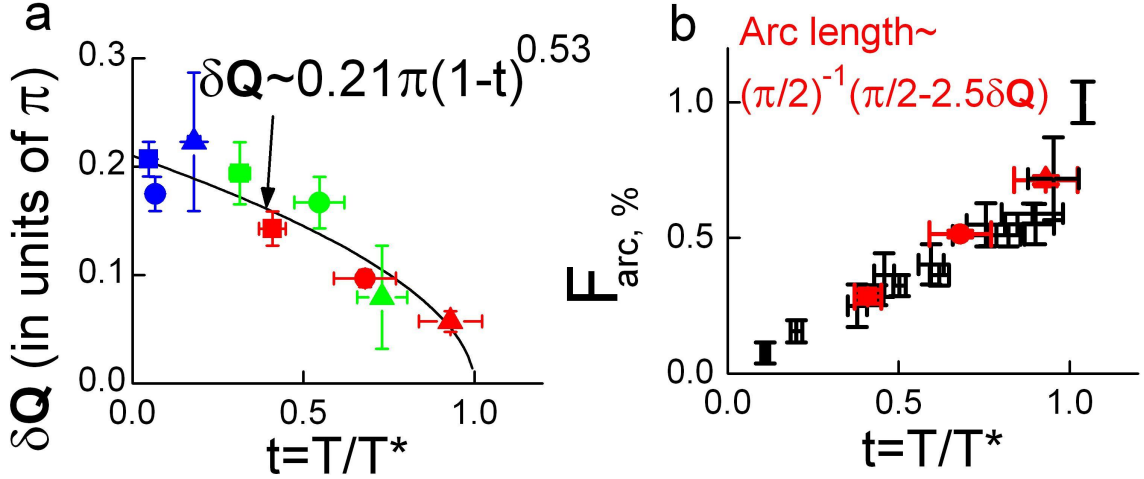 a
δQ~0.21π(1-t)^0.53
δQ (in units of π)
0.3
0.2
0.1
0.0
0.0 0.5 1.0
t=T/T*
b
Arc length~
(π/2)^-1(π/2-2.5δQ)
F_arc, %
1.0
0.5
0.0
0.0 0.5 1.0
t=T/T*